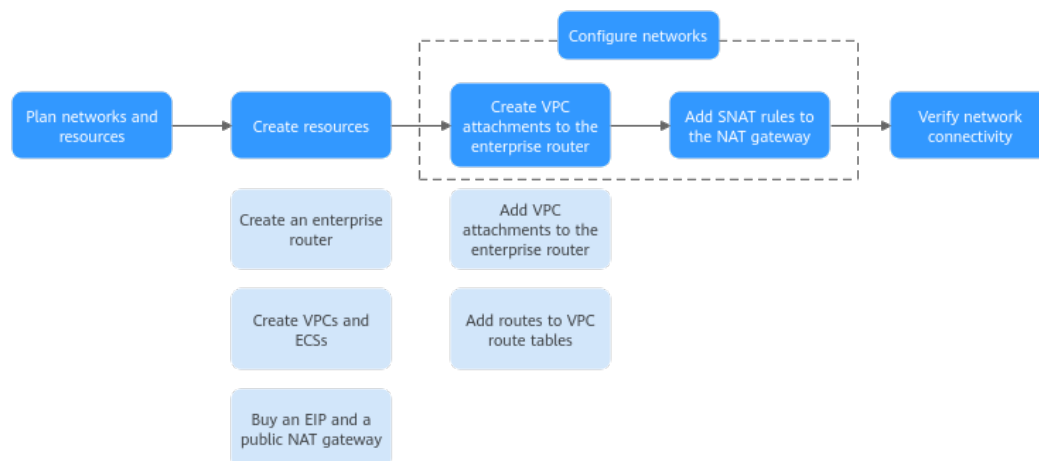 Configure networks
Plan networks and
resources
Create resources
Create VPC
attachments to the
enterprise router
Add SNAT rules to
the NAT gateway
Verify network
connectivity
Create an enterprise
router
Add VPC
attachments to the
enterprise router
Create VPCs and
ECSs
Add routes to VPC
route tables
Buy an EIP and a
public NAT gateway